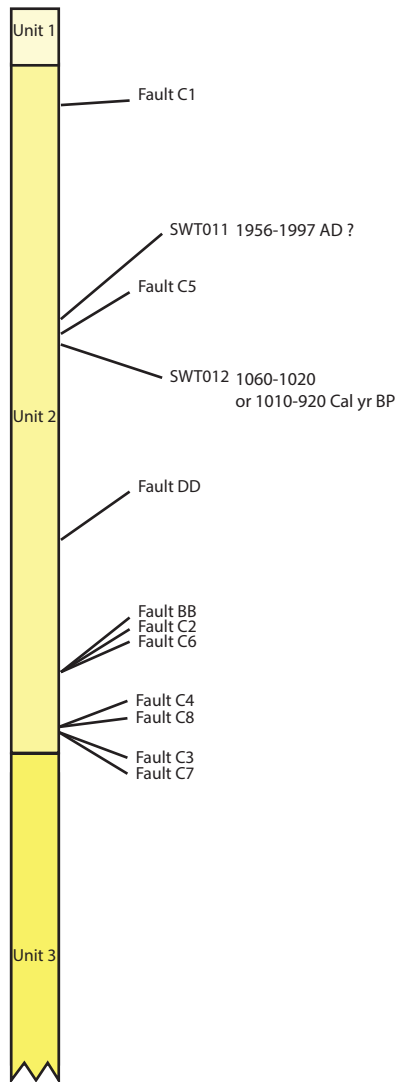 Unit 1
Fault C1
SWT011 1956-1997 AD ?
Fault C5
SWT012 1060-1020
or 1010-920 Cal yr BP
Unit 2
Fault DD
Fault BB
Fault C2
Fault C6
Fault C4
Fault C8
Fault C3
Fault C7
Unit 3